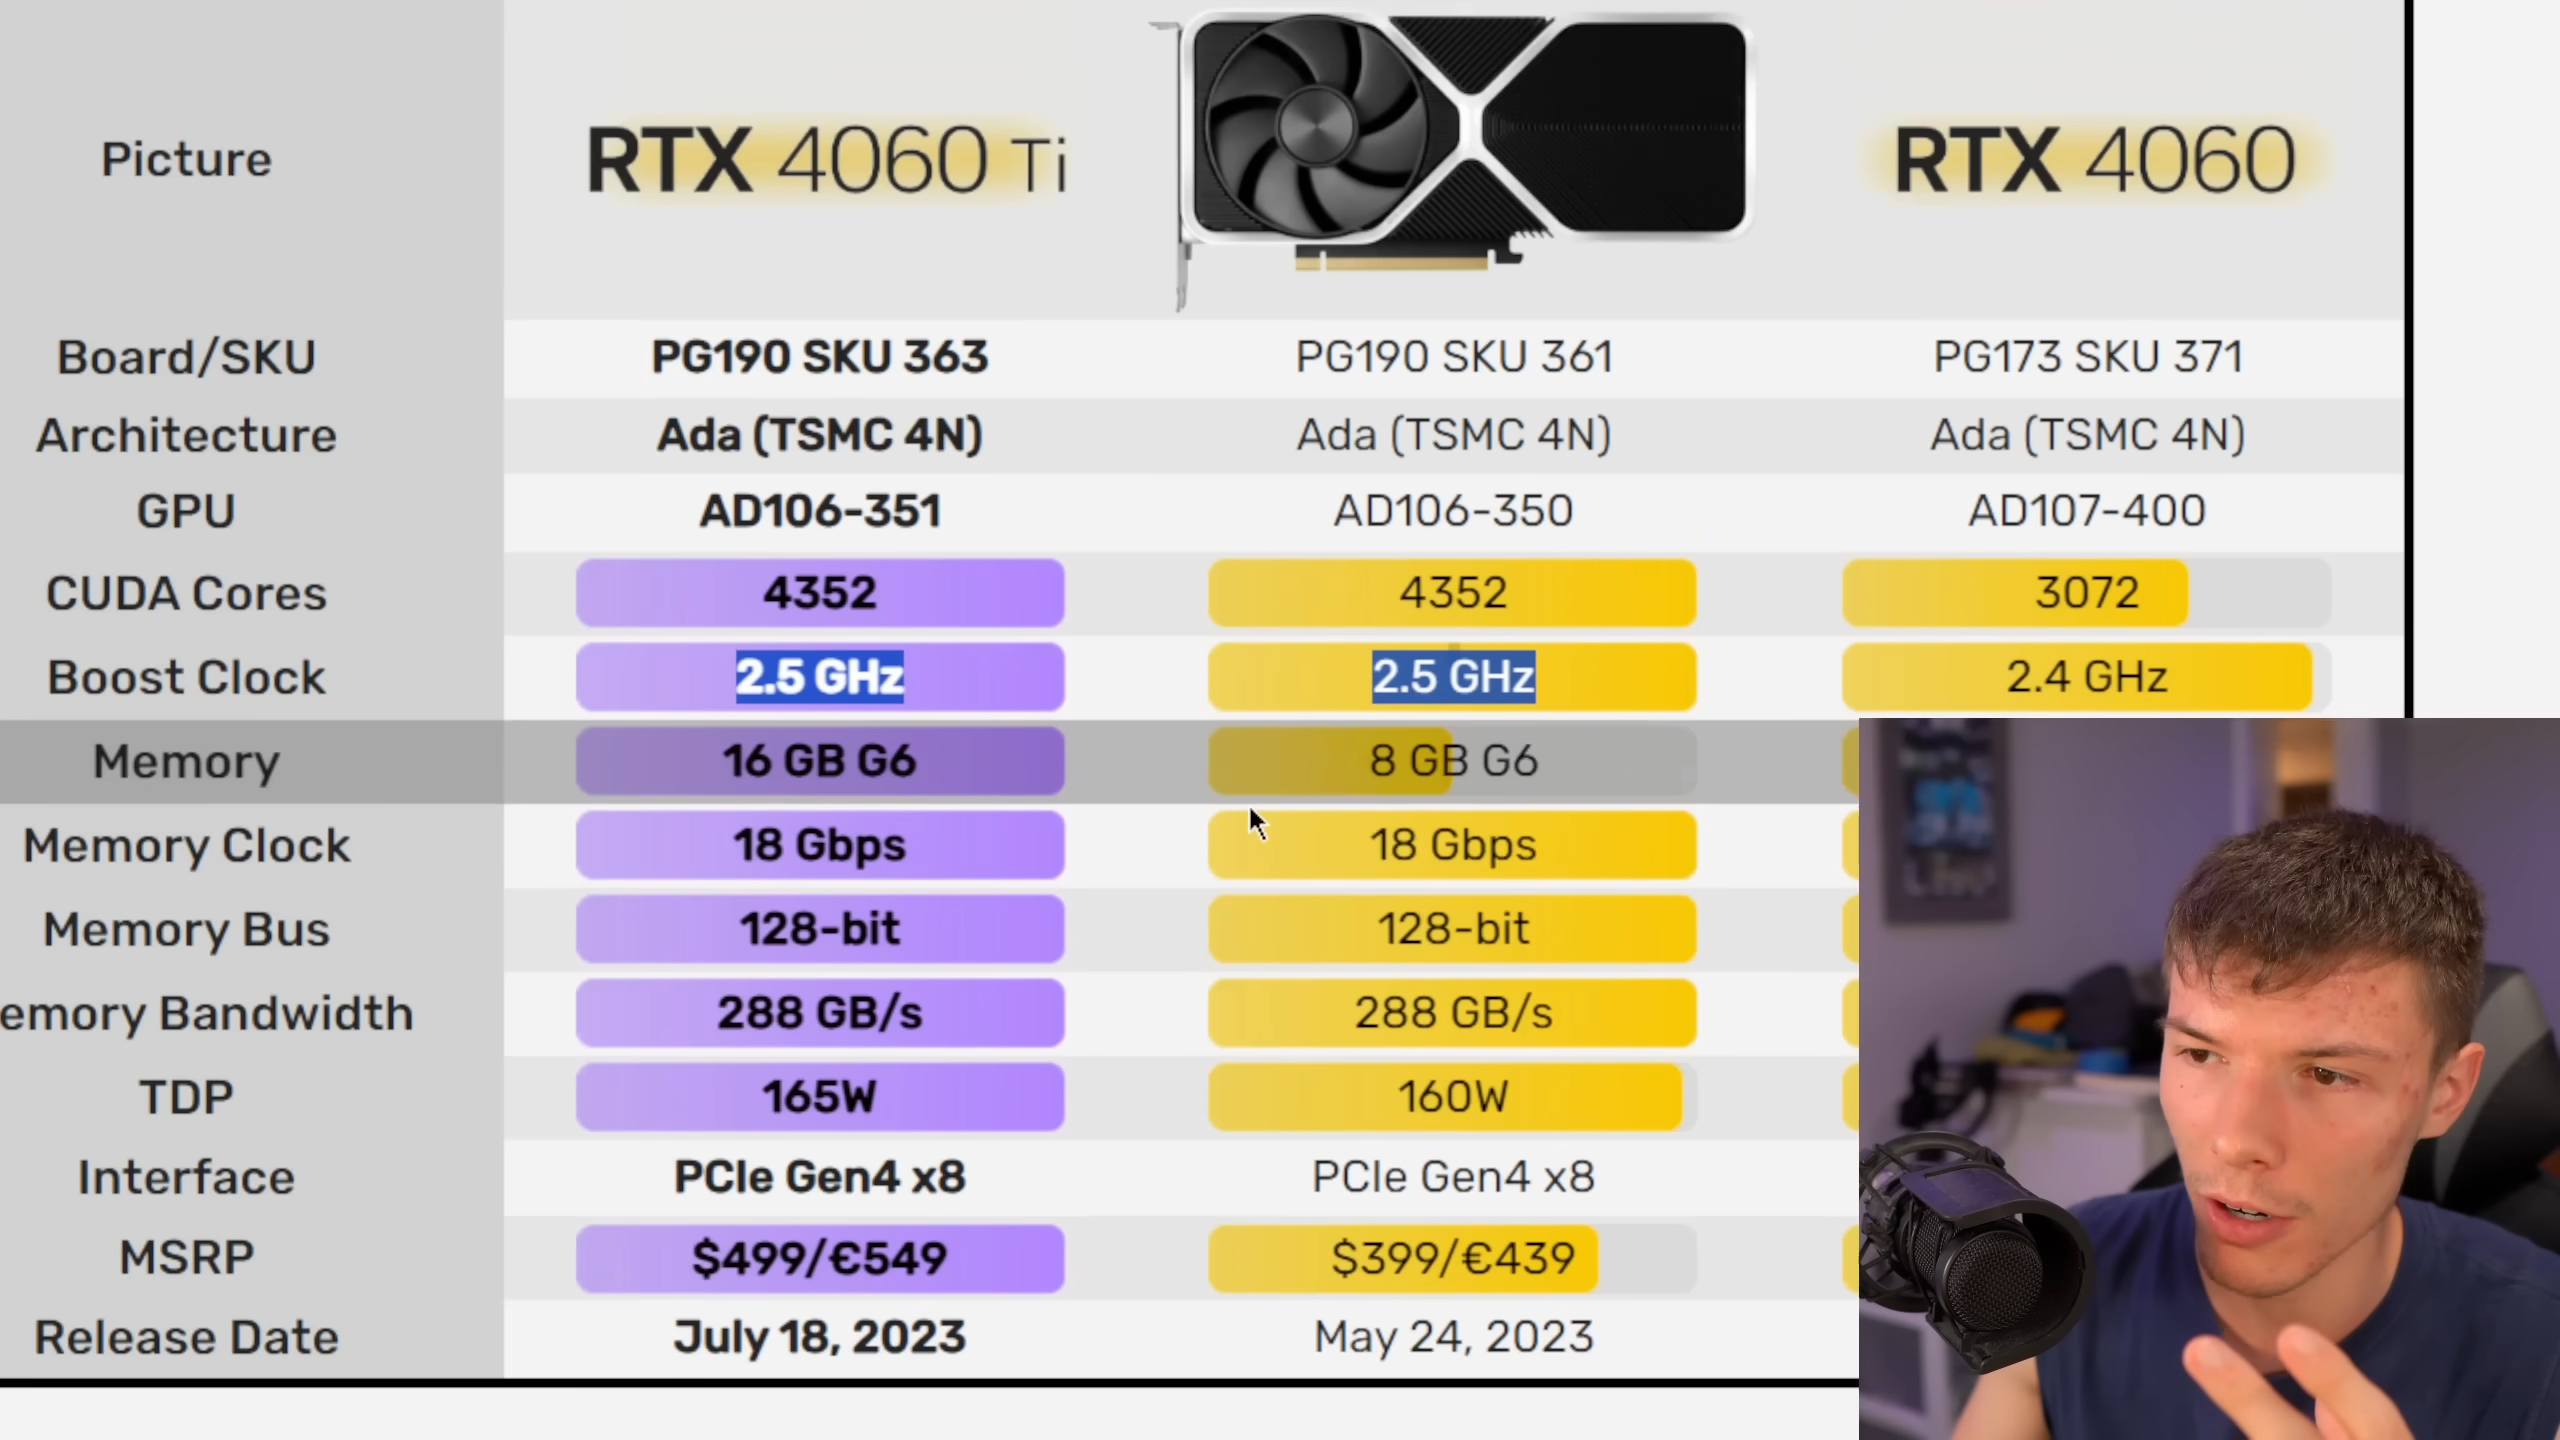 Picture RTX 4060 Ti RTX 4060
Board/SKU PG190 SKU 363 PG190 SKU 361 PG173 SKU 371
Architecture Ada (TSMC 4N) Ada (TSMC 4N) Ada (TSMC 4N)
GPU AD106-351 AD106-350 AD107-400
CUDA Cores 4352 4352 3072
Boost Clock 2.5 GHz 2.5 GHz 2.4 GHz
Memory 16 GB G6 8 GB G6
Memory Clock 18 Gbps 18 Gbps
Memory Bus 128-bit 128-bit
emory Bandwidth 288 GB/s 288 GB/s
TDP 165W 160W
Interface PCIe Gen4 x8 PCIe Gen4 x8
MSRP $499/€549 $399/€439
Release Date July 18, 2023 May 24, 2023